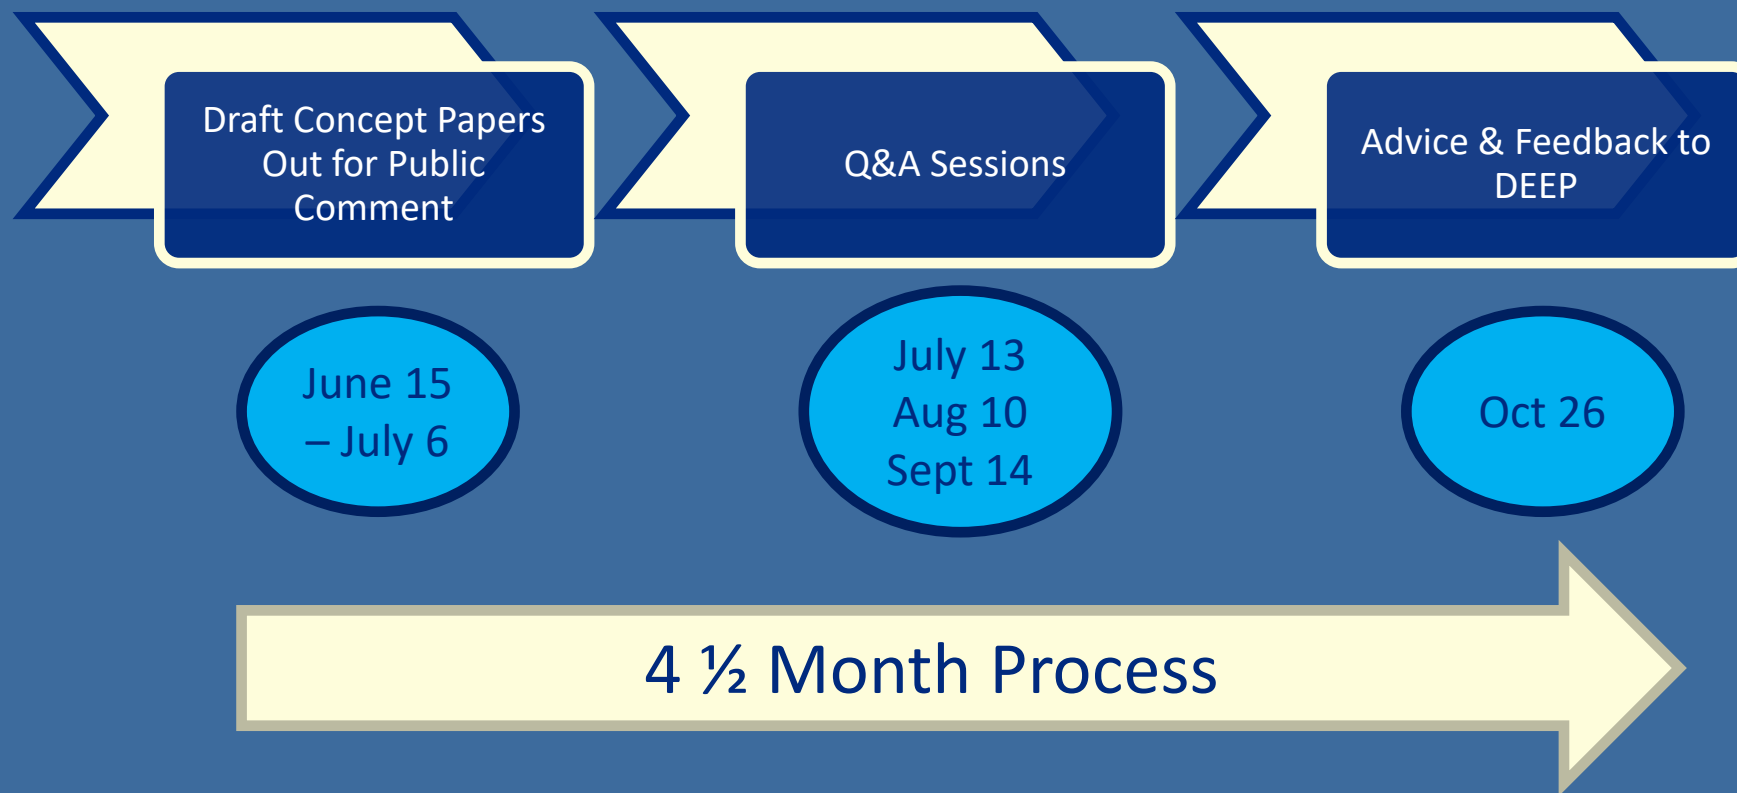 Draft Concept Papers
Out for Public
Comment
Q&A Sessions
Advice & Feedback to
DEEP
June 15
– July 6
July 13
Aug 10
Sept 14
Oct 26
4 ½ Month Process